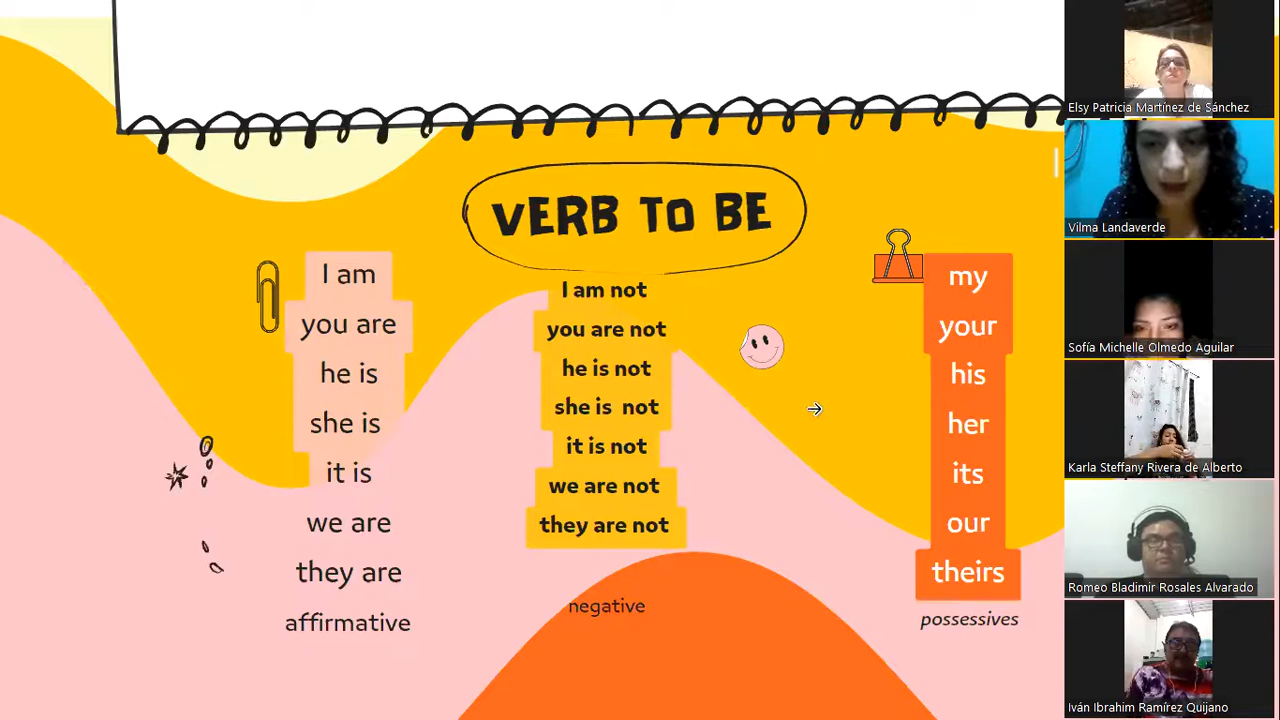 VERB TO BE
I am
you are
he is
she is
it is
we are
they are
affirmative
I am not
you are not
he is not
she is  not
it is not
we are not
they are not
negative
my
your
his
her
its
our
theirs
possessives
Elsy Patricia Martínez de Sánchez
Vilma Landaverde
Sofía Michelle Olmedo Aguilar
Karla Steffany Rivera de Alberto
Romeo Bladimir Rosales Alvarado
Iván Ibrahim Ramírez Quijano